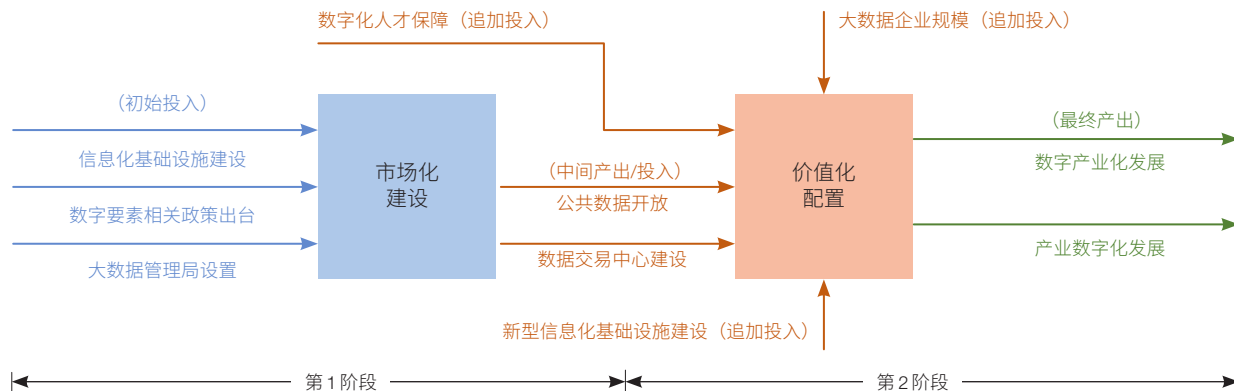 数字化人才保障（追加投入）
大数据企业规模（追加投入）
（初始投入）
信息化基础设施建设
数字要素相关政策出台
大数据管理局设置
市场化
建设
（中间产出/投入）
公共数据开放
数据交易中心建设
价值化
配置
（最终产出）
数字产业化发展
产业数字化发展
新型信息化基础设施建设（追加投入）
第1阶段
第2阶段